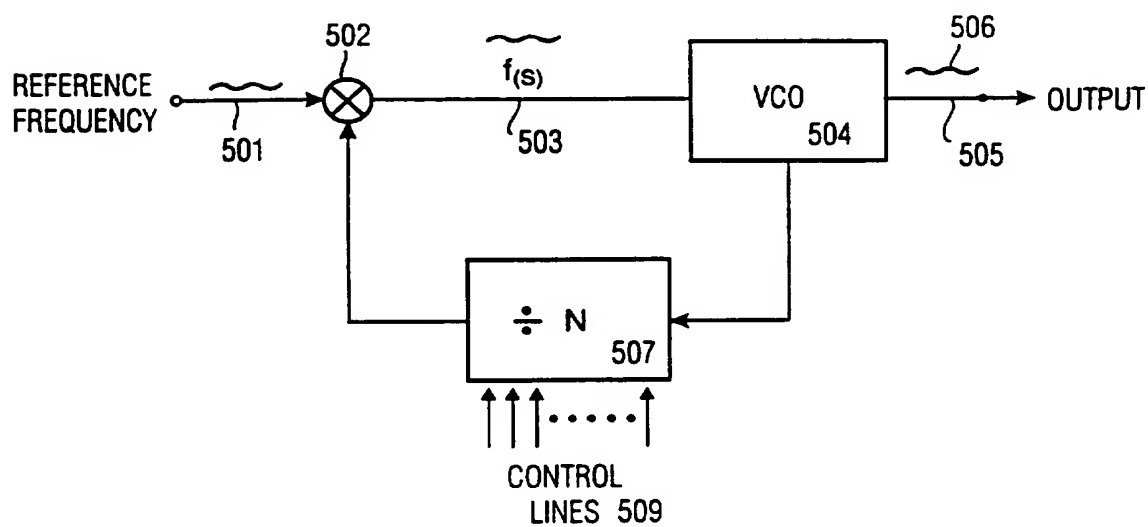 502
506
REFERENCE
FREQUENCY
501
f(S)
503
VCO
504
505
OUTPUT
÷ N
507
CONTROL
LINES 509